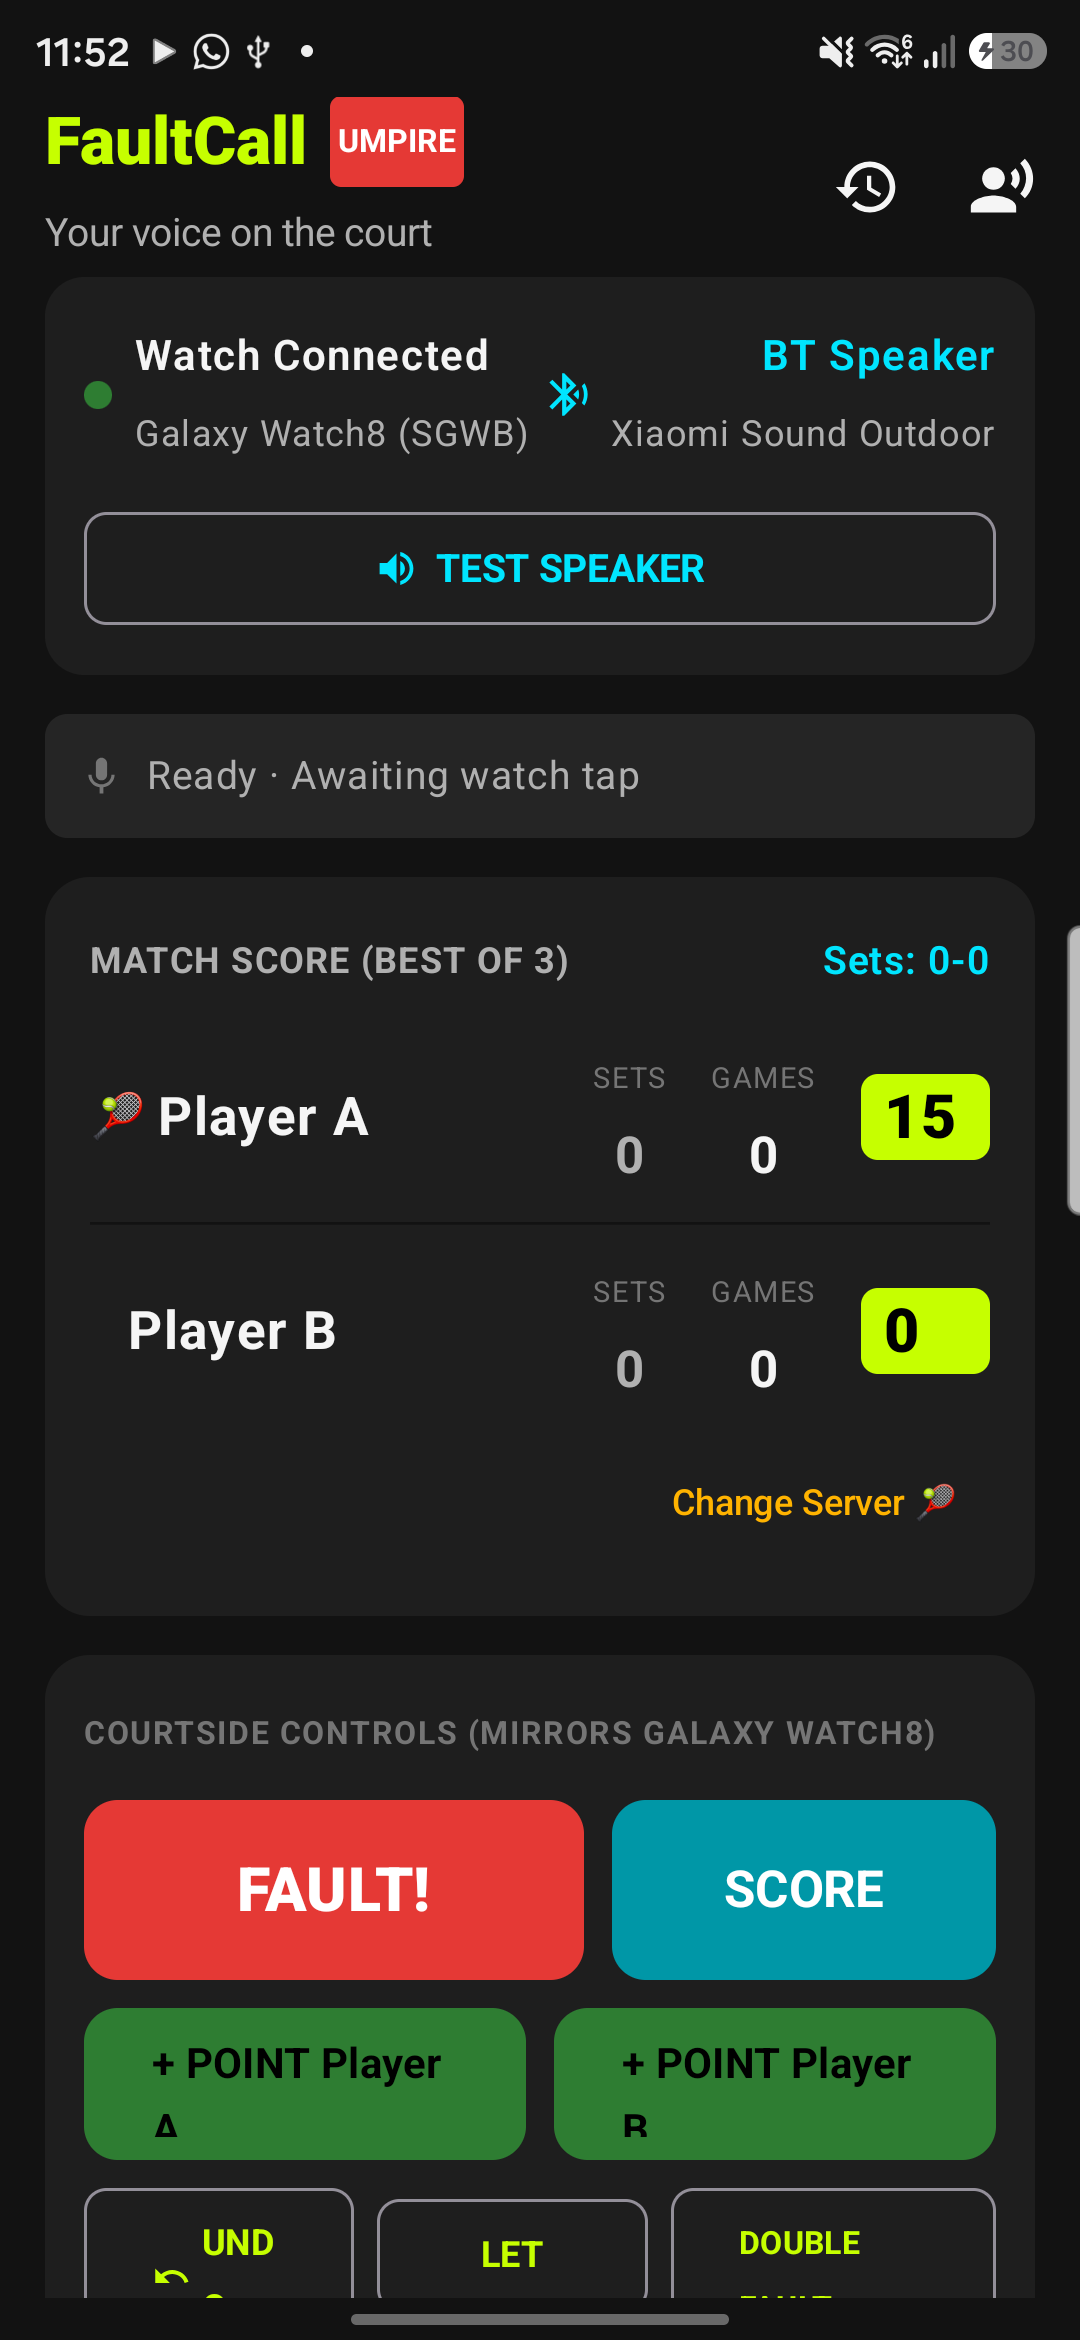 11:52
6
30
FaultCall UMPIRE
Your voice on the court
Watch Connected
Galaxy Watch8 (SGWB)
BT Speaker
Xiaomi Sound Outdoor
TEST SPEAKER
Ready · Awaiting watch tap
MATCH SCORE (BEST OF 3) Sets: 0-0
SETS GAMES
Player A 0 0 15
SETS GAMES
Player B 0 0 0
Change Server
COURTSIDE CONTROLS (MIRRORS GALAXY WATCH8)
FAULT! SCORE
+ POINT Player
A
+ POINT Player
B
UND
LET
DOUBLE